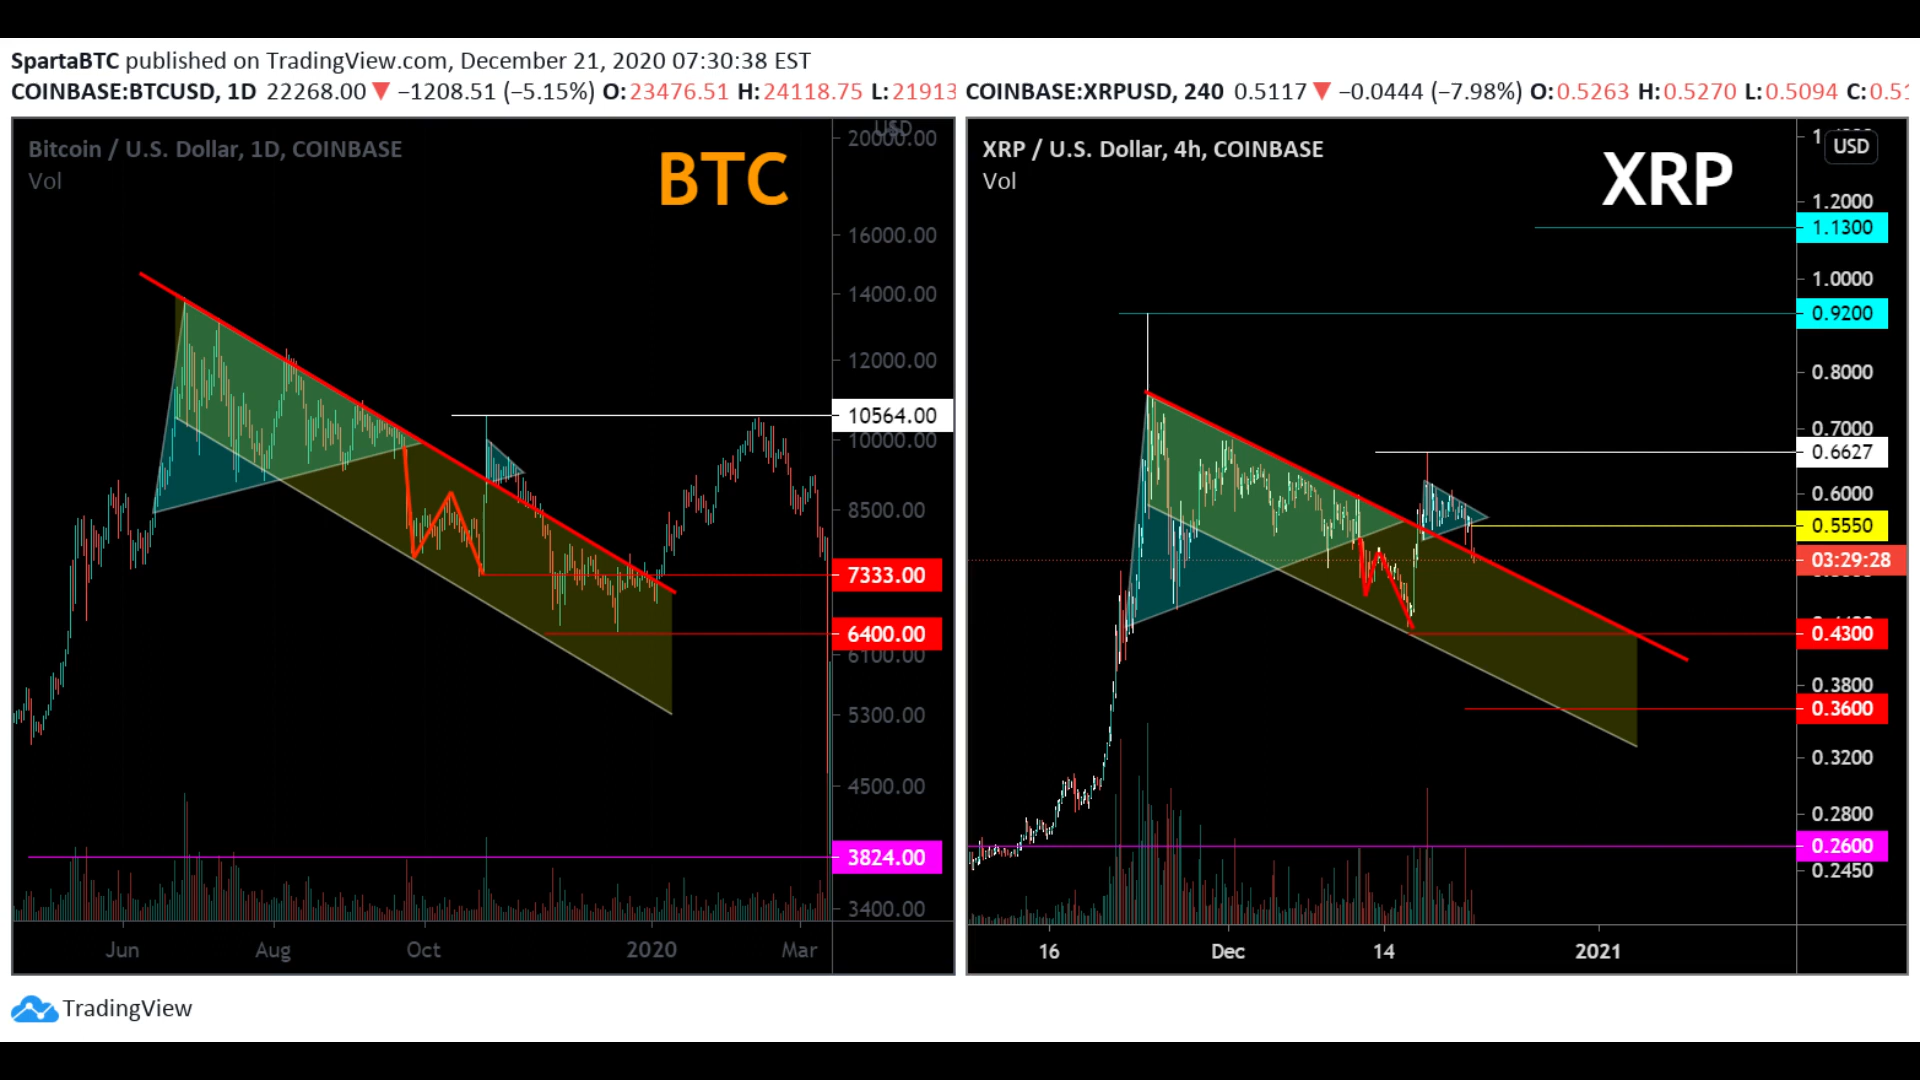 SpartaBTC published on TradingView.com, December 21, 2020 07:30:38 EST
COINBASE:BTCUSD, 1D 22268.00 ▼ −1208.51 (−5.15%) O:23476.51 H:24118.75 L:21913
COINBASE:XRPUSD, 240 0.5117 ▼ −0.0444 (−7.98%) O:0.5263 H:0.5270 L:0.5094 C:0.51
Bitcoin / U.S. Dollar, 1D, COINBASE
Vol
BTC
USD
20000.00
16000.00
14000.00
12000.00
10564.00
10000.00
8500.00
7333.00
6400.00
6100.00
5300.00
4500.00
3824.00
3400.00
Jun Aug Oct 2020 Mar
XRP / U.S. Dollar, 4h, COINBASE
Vol
XRP
USD
1.2000
1.1300
1.0000
0.9200
0.8000
0.7000
0.6627
0.6000
0.5550
03:29:28
0.4300
0.3800
0.3600
0.3200
0.2800
0.2600
0.2450
16 Dec 14 2021
TradingView